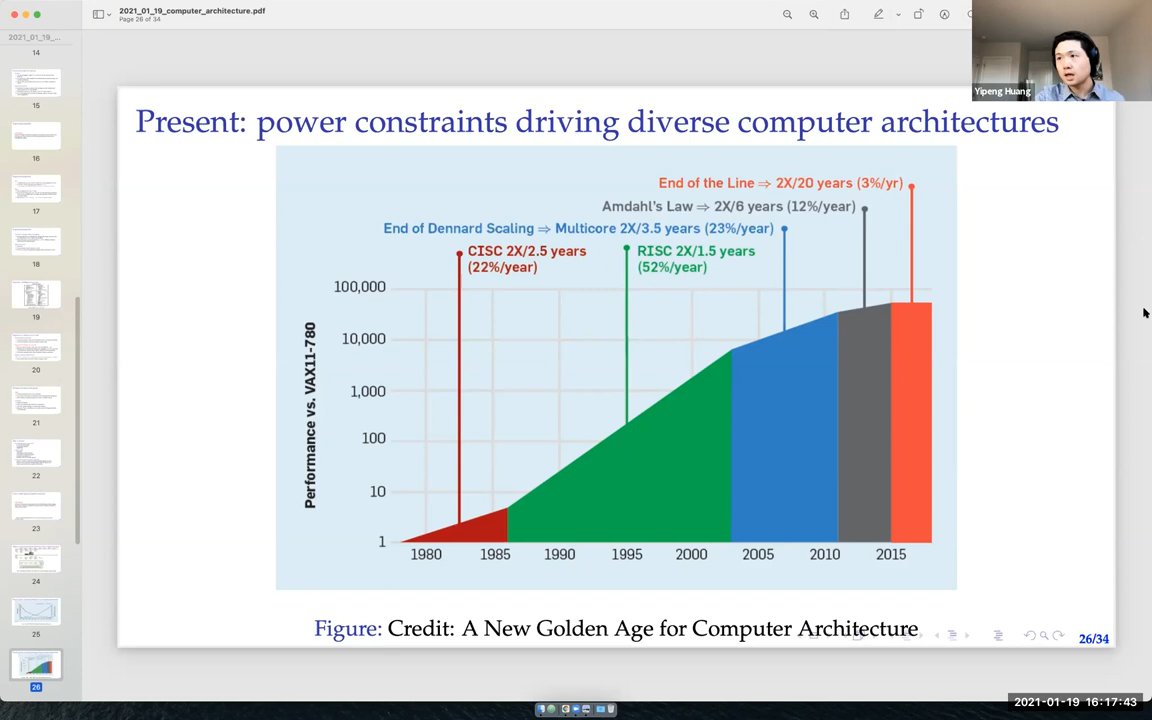 2021_01_19_computer_architecture.pdf
Page 26 of 34
2021_01_19_...
14
15
16
17
18
19
20
21
22
23
24
25
26
Yipeng Huang
Present: power constraints driving diverse computer architectures
End of the Line ⇒ 2X/20 years (3%/yr)
Amdahl's Law ⇒ 2X/6 years (12%/year)
End of Dennard Scaling ⇒ Multicore 2X/3.5 years (23%/year)
CISC 2X/2.5 years
(22%/year)
RISC 2X/1.5 years
(52%/year)
Performance vs. VAX11-780
100,000
10,000
1,000
100
10
1
1980 1985 1990 1995 2000 2005 2010 2015
Figure: Credit: A New Golden Age for Computer Architecture
26/34
2021-01-19 16:17:43